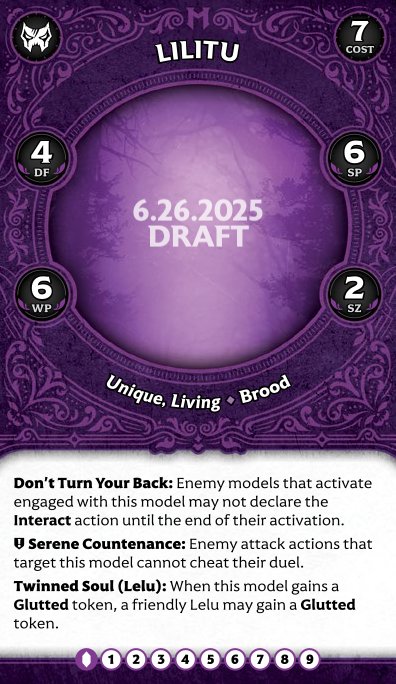 LILITU
7
COST
4
DF
6
SP
6.26.2025
DRAFT
6
WP
2
SZ
Unique, Living ◆ Brood
Don't Turn Your Back: Enemy models that activate
engaged with this model may not declare the
Interact action until the end of their activation.
Serene Countenance: Enemy attack actions that
target this model cannot cheat their duel.
Twinned Soul (Lelu): When this model gains a
Glutted token, a friendly Lelu may gain a Glutted
token.
1 2 3 4 5 6 7 8 9